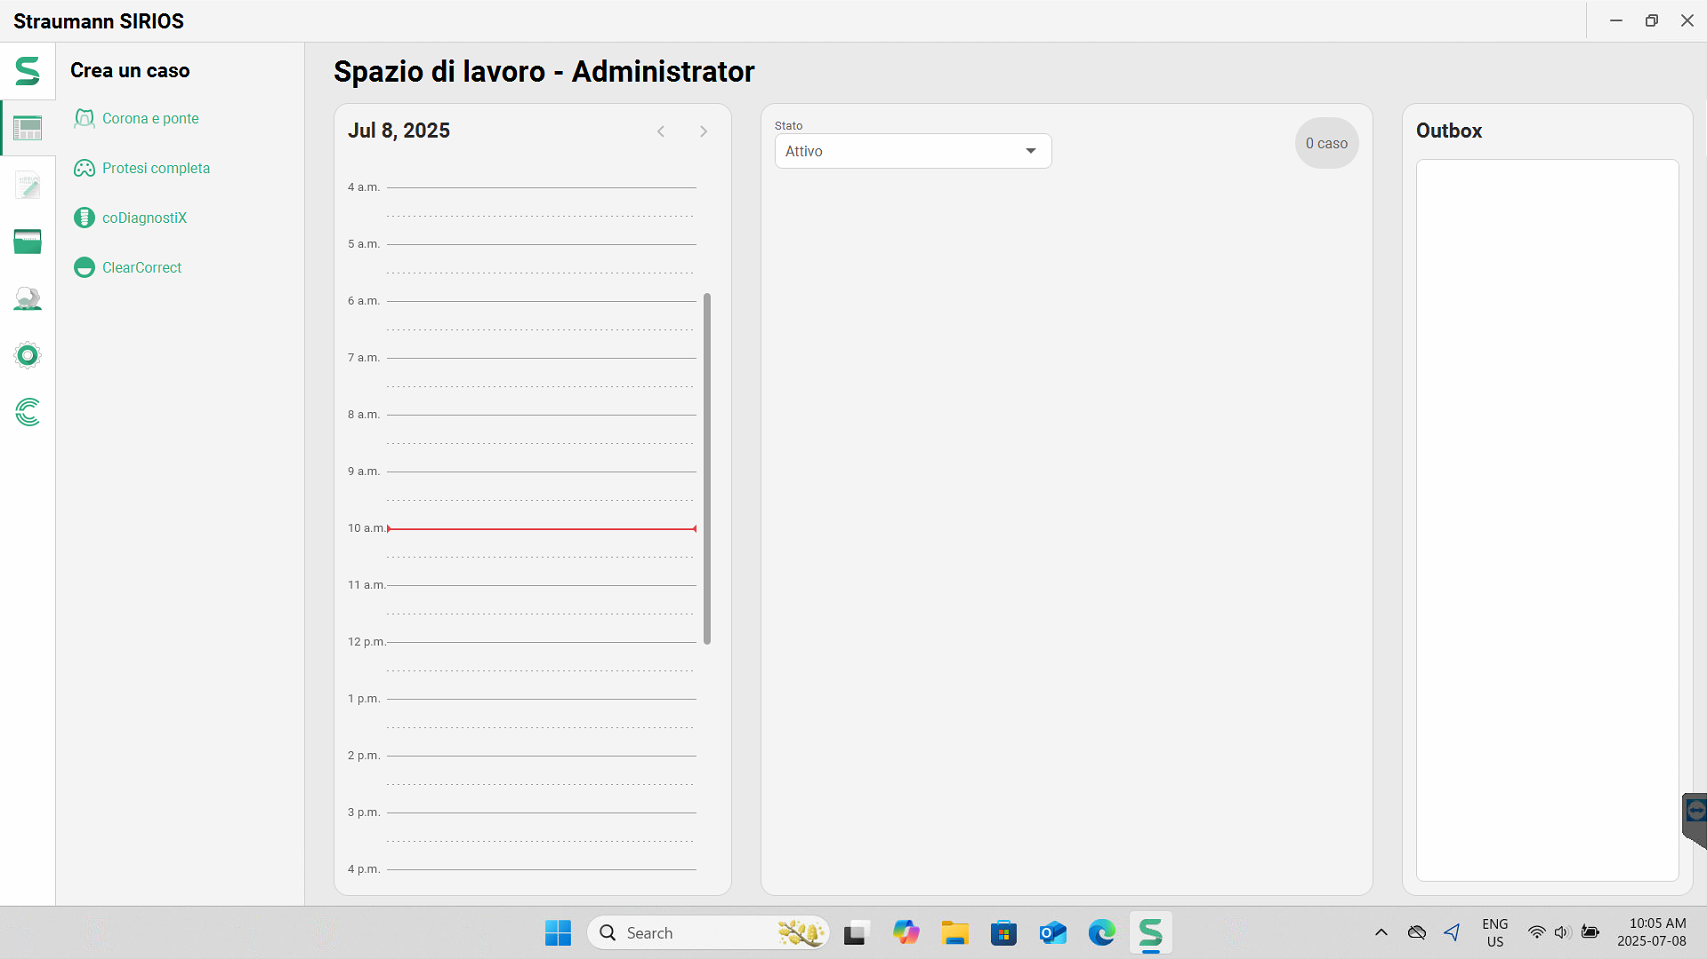 Straumann SIRIOS
Crea un caso
Corona e ponte
Protesi completa
coDiagnostiX
ClearCorrect
Spazio di lavoro - Administrator
Jul 8, 2025
4 a.m.
5 a.m.
6 a.m.
7 a.m.
8 a.m.
9 a.m.
10 a.m.
11 a.m.
12 p.m.
1 p.m.
2 p.m.
3 p.m.
4 p.m.
Stato
Attivo
0 caso
Outbox
Search
ENG
US
10:05 AM
2025-07-08